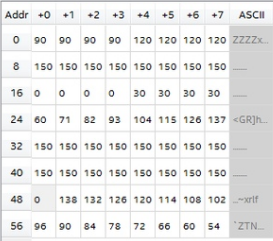 Addr +0 +1 +2 +3 +4 +5 +6 +7 ASCII
0 90 90 90 90 120 120 120 120 ZZZZx...
8 150 150 150 150 150 150 150 150 ......
16 0 0 0 0 30 30 30 30
24 60 71 82 93 104 115 126 137 <GR]h...
32 150 150 150 150 150 150 150 150
40 150 150 150 150 150 150 150 150 ......
48 0 138 132 126 120 114 108 102 ..~xrlf
56 96 90 84 78 72 66 60 54 `ZTN...